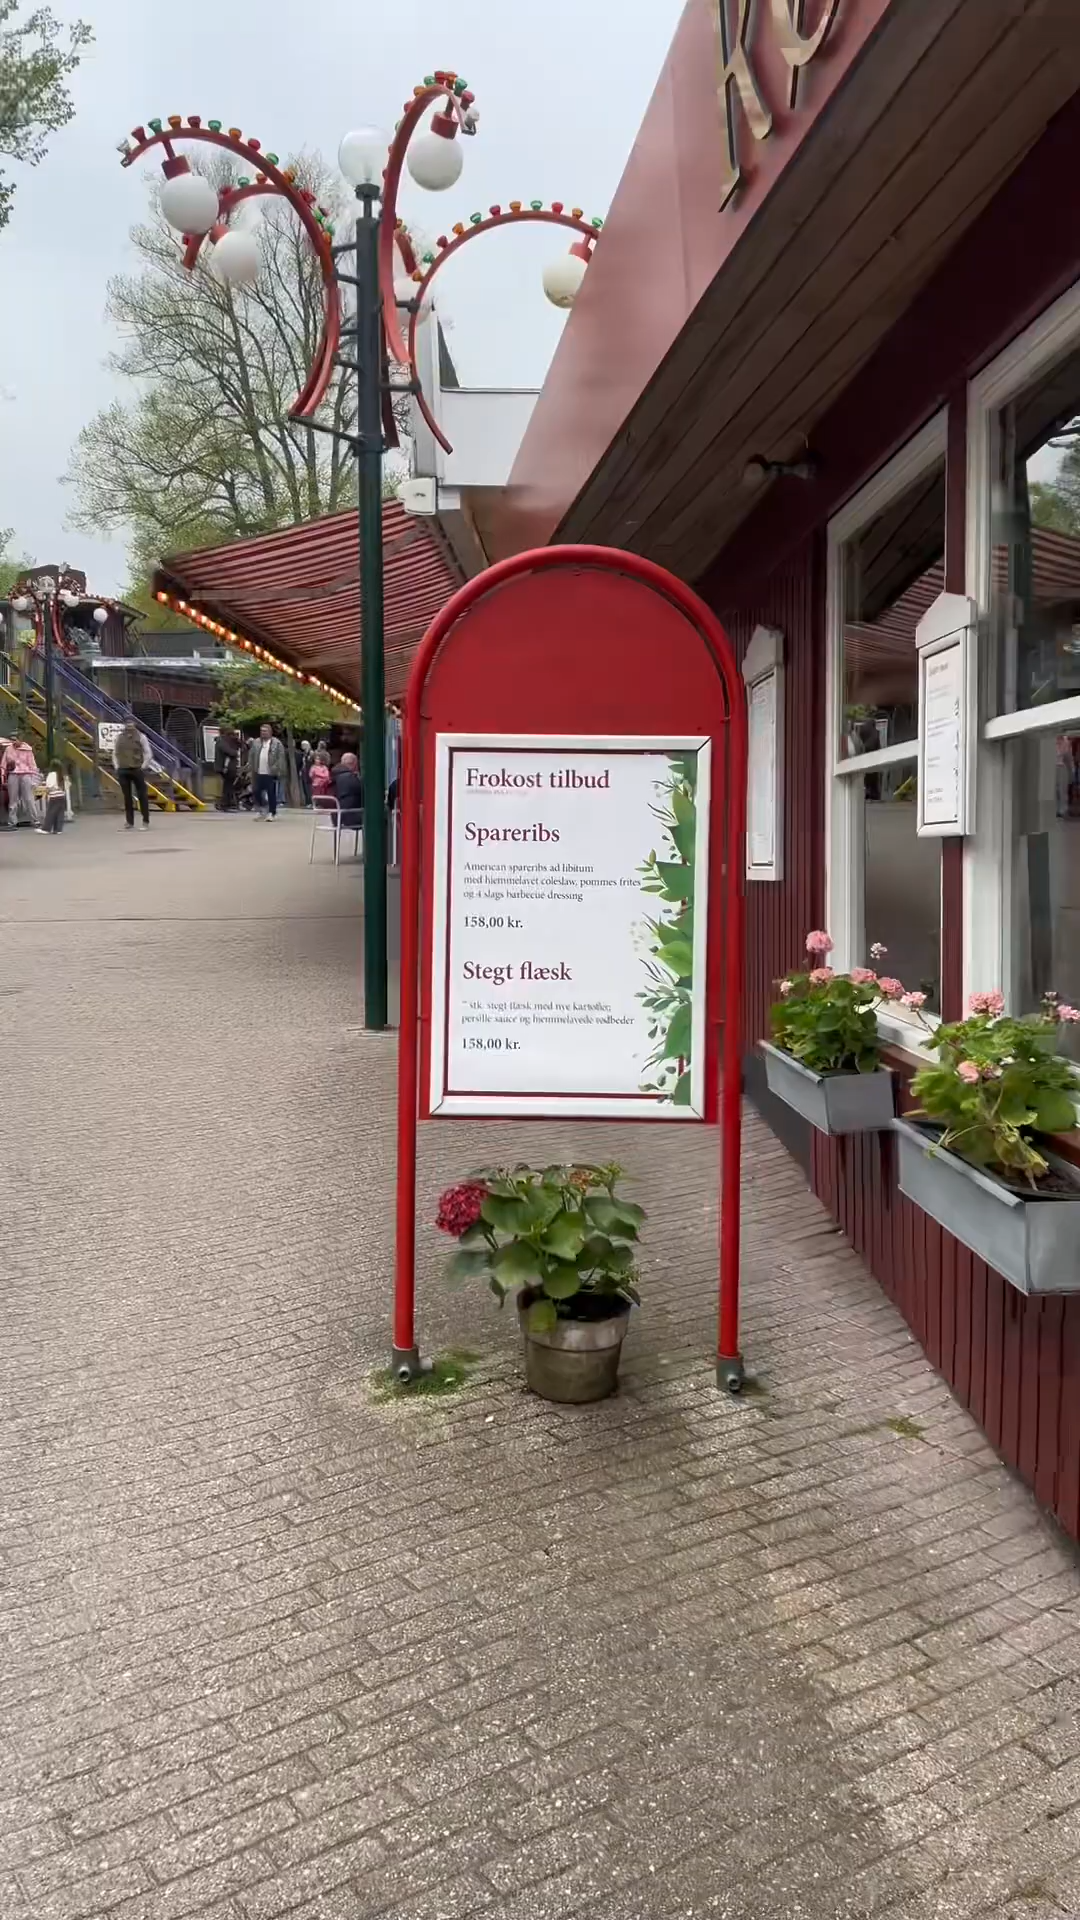 Frokost tilbud
Spareribs
American spareribs ad libitum
med hjemmelavet coleslaw, pommes frites
og 4 slags barbecue dressing
158,00 kr.
Stegt flæsk
stk. stegt flæsk med nye kartofler,
persille sauce og hjemmelavede rødbeder
158,00 kr.